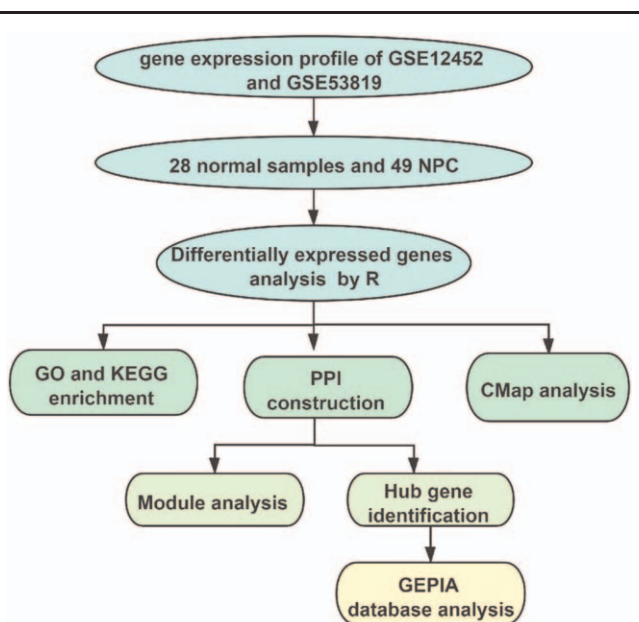 gene expression profile of GSE12452
and GSE53819
28 normal samples and 49 NPC
Differentially expressed genes
analysis by R
GO and KEGG
enrichment
PPI
construction
CMap analysis
Module analysis
Hub gene
identification
GEPIA
database analysis